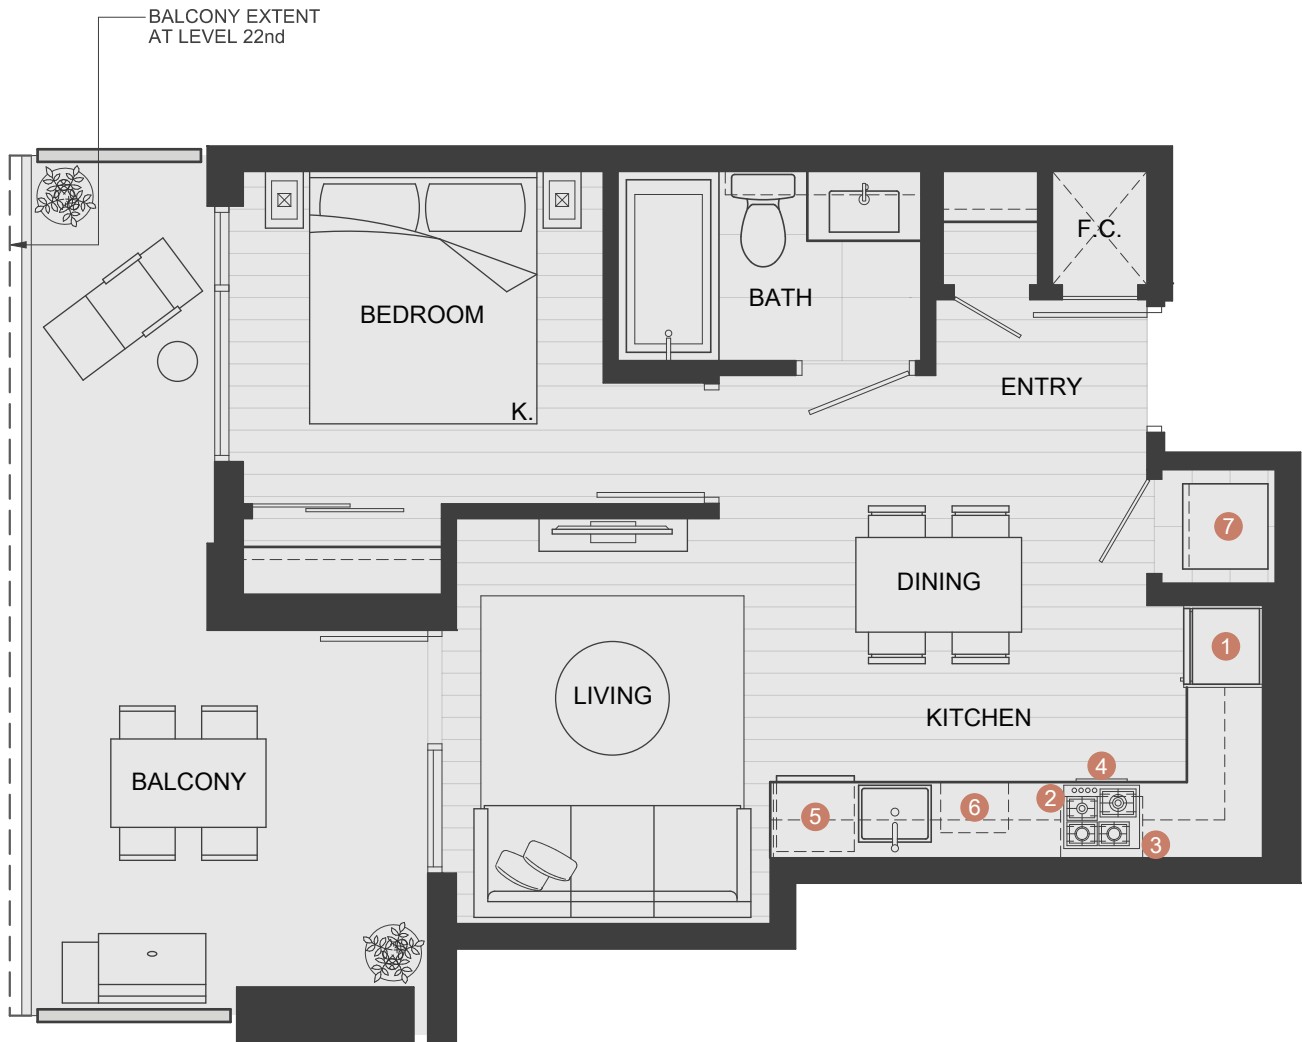 BALCONY EXTENT
AT LEVEL 22nd
F.C.
BATH
BEDROOM
ENTRY
K.
7
DINING
1
LIVING
KITCHEN
4
BALCONY
2
6
5
3